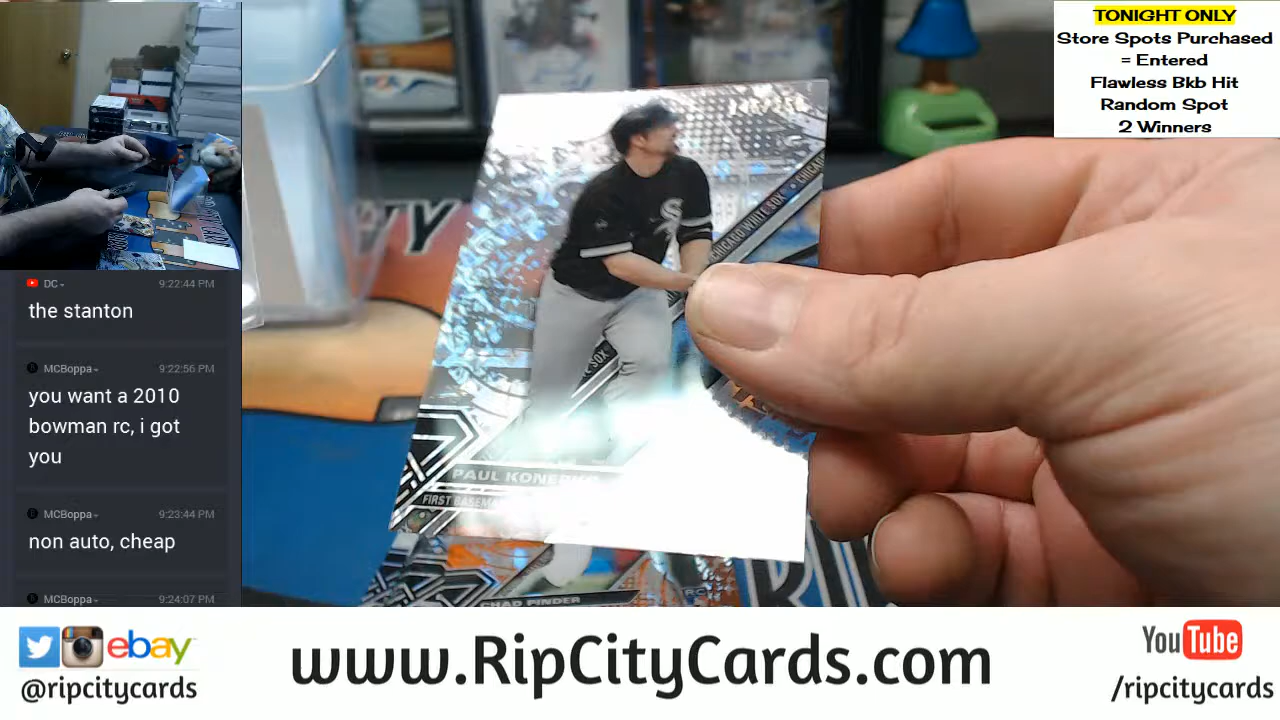 TONIGHT ONLY
Store Spots Purchased
= Entered
Flawless Bkb Hit
Random Spot
2 Winners
CHICAGO WHITE SOX • CHICAGO
PAUL
FIRST
CHAD PINDER
RC
DC
9:22:44 PM
the stanton
MCBoppa
9:22:56 PM
you want a 2010
bowman rc, i got
you
MCBoppa
9:23:44 PM
non auto, cheap
MCBoppa
9:24:07 PM
ebay
@ripcitycards
www.RipCityCards.com
YouTube
/ripcitycards